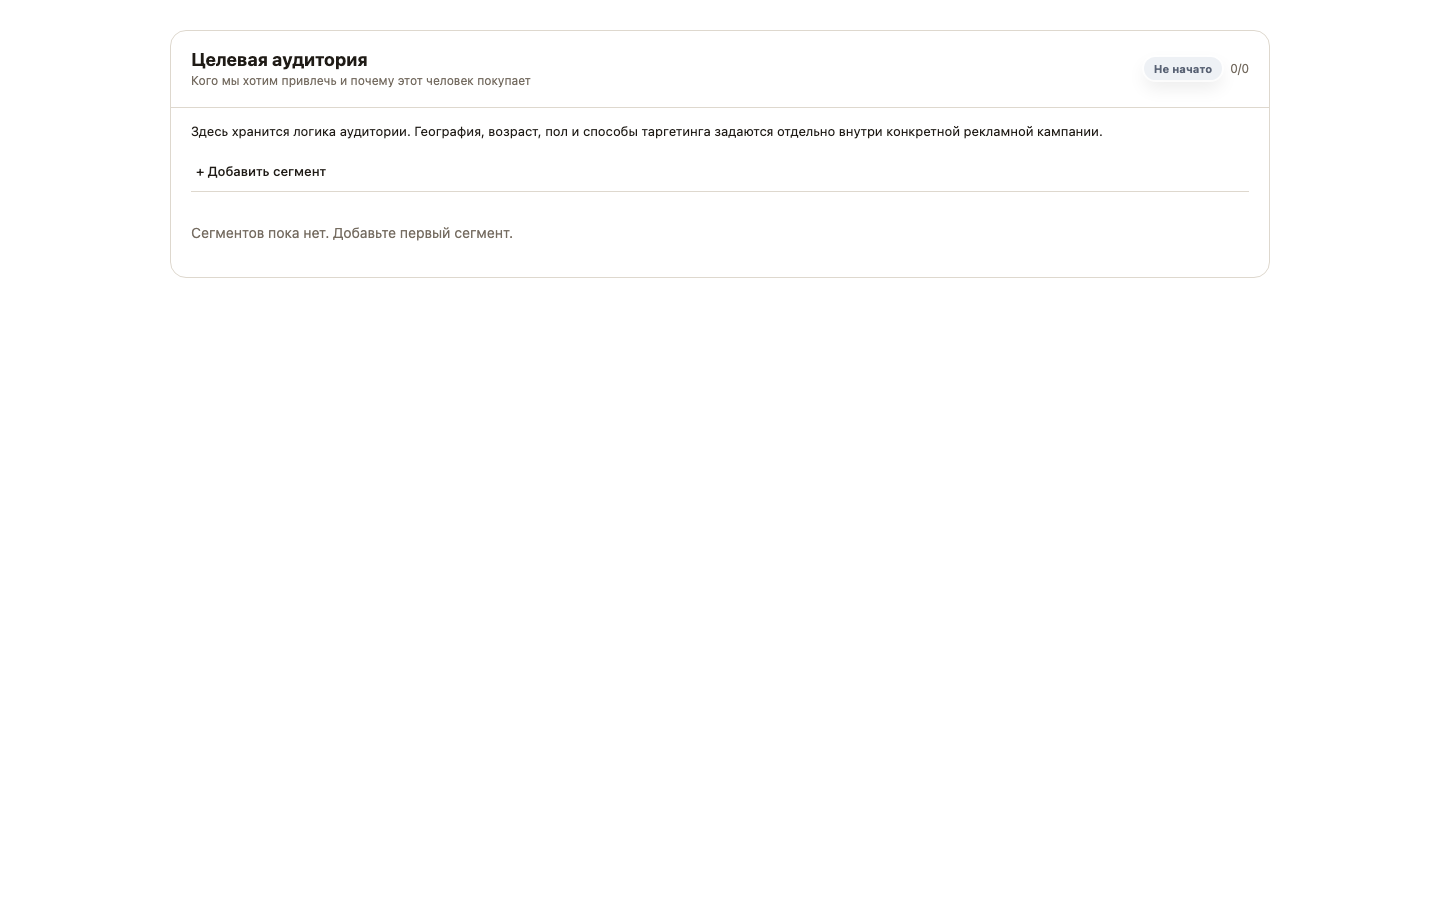 Целевая аудитория
Кого мы хотим привлечь и почему этот человек покупает
Не начато 0/0
Здесь хранится логика аудитории. География, возраст, пол и способы таргетинга задаются отдельно внутри конкретной рекламной кампании.
+ Добавить сегмент
Сегментов пока нет. Добавьте первый сегмент.